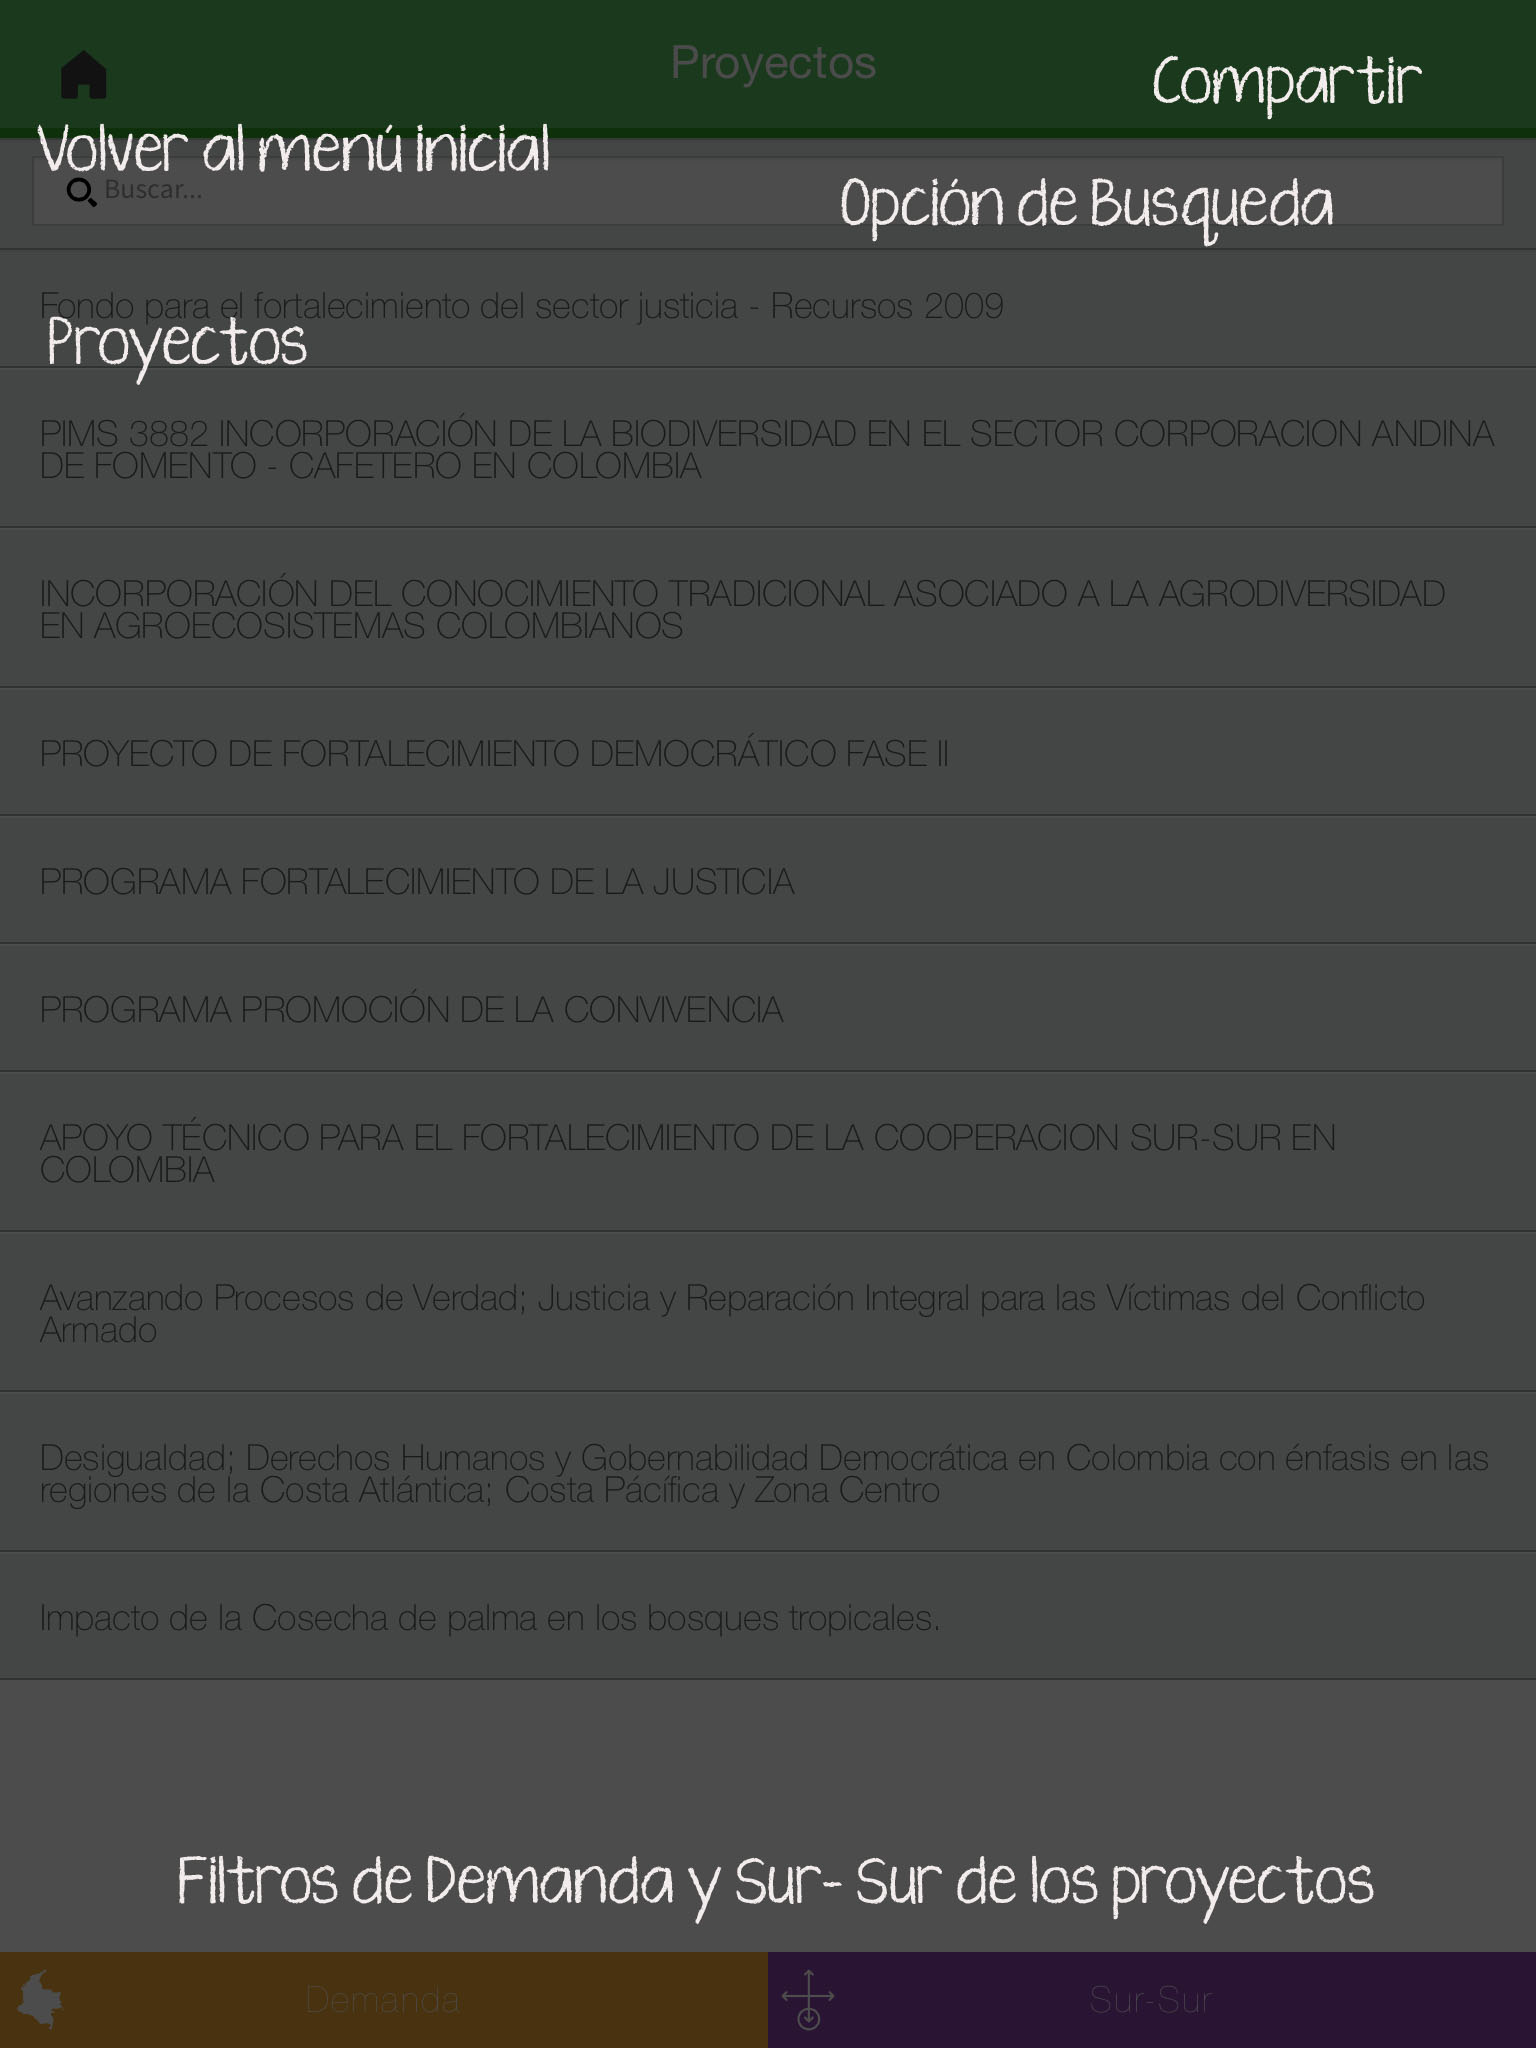 Proyectos
Compartir
Volver al menú inicial
Buscar...
Opción de Busqueda
Fondo para el fortalecimiento del sector justicia - Recursos 2009
Proyectos
PIMS 3882 INCORPORACIÓN DE LA BIODIVERSIDAD EN EL SECTOR CORPORACION ANDINA
DE FOMENTO - CAFETERO EN COLOMBIA
INCORPORACIÓN DEL CONOCIMIENTO TRADICIONAL ASOCIADO A LA AGRODIVERSIDAD
EN AGROECOSISTEMAS COLOMBIANOS
PROYECTO DE FORTALECIMIENTO DEMOCRÁTICO FASE II
PROGRAMA FORTALECIMIENTO DE LA JUSTICIA
PROGRAMA PROMOCIÓN DE LA CONVIVENCIA
APOYO TÉCNICO PARA EL FORTALECIMIENTO DE LA COOPERACION SUR-SUR EN
COLOMBIA
Avanzando Procesos de Verdad; Justicia y Reparación Integral para las Víctimas del Conflicto
Armado
Desigualdad; Derechos Humanos y Gobernabilidad Democrática en Colombia con énfasis en las
regiones de la Costa Atlántica; Costa Pácífica y Zona Centro
Impacto de la Cosecha de palma en los bosques tropicales.
Filtros de Demanda y Sur- Sur de los proyectos
Demanda
Sur-Sur